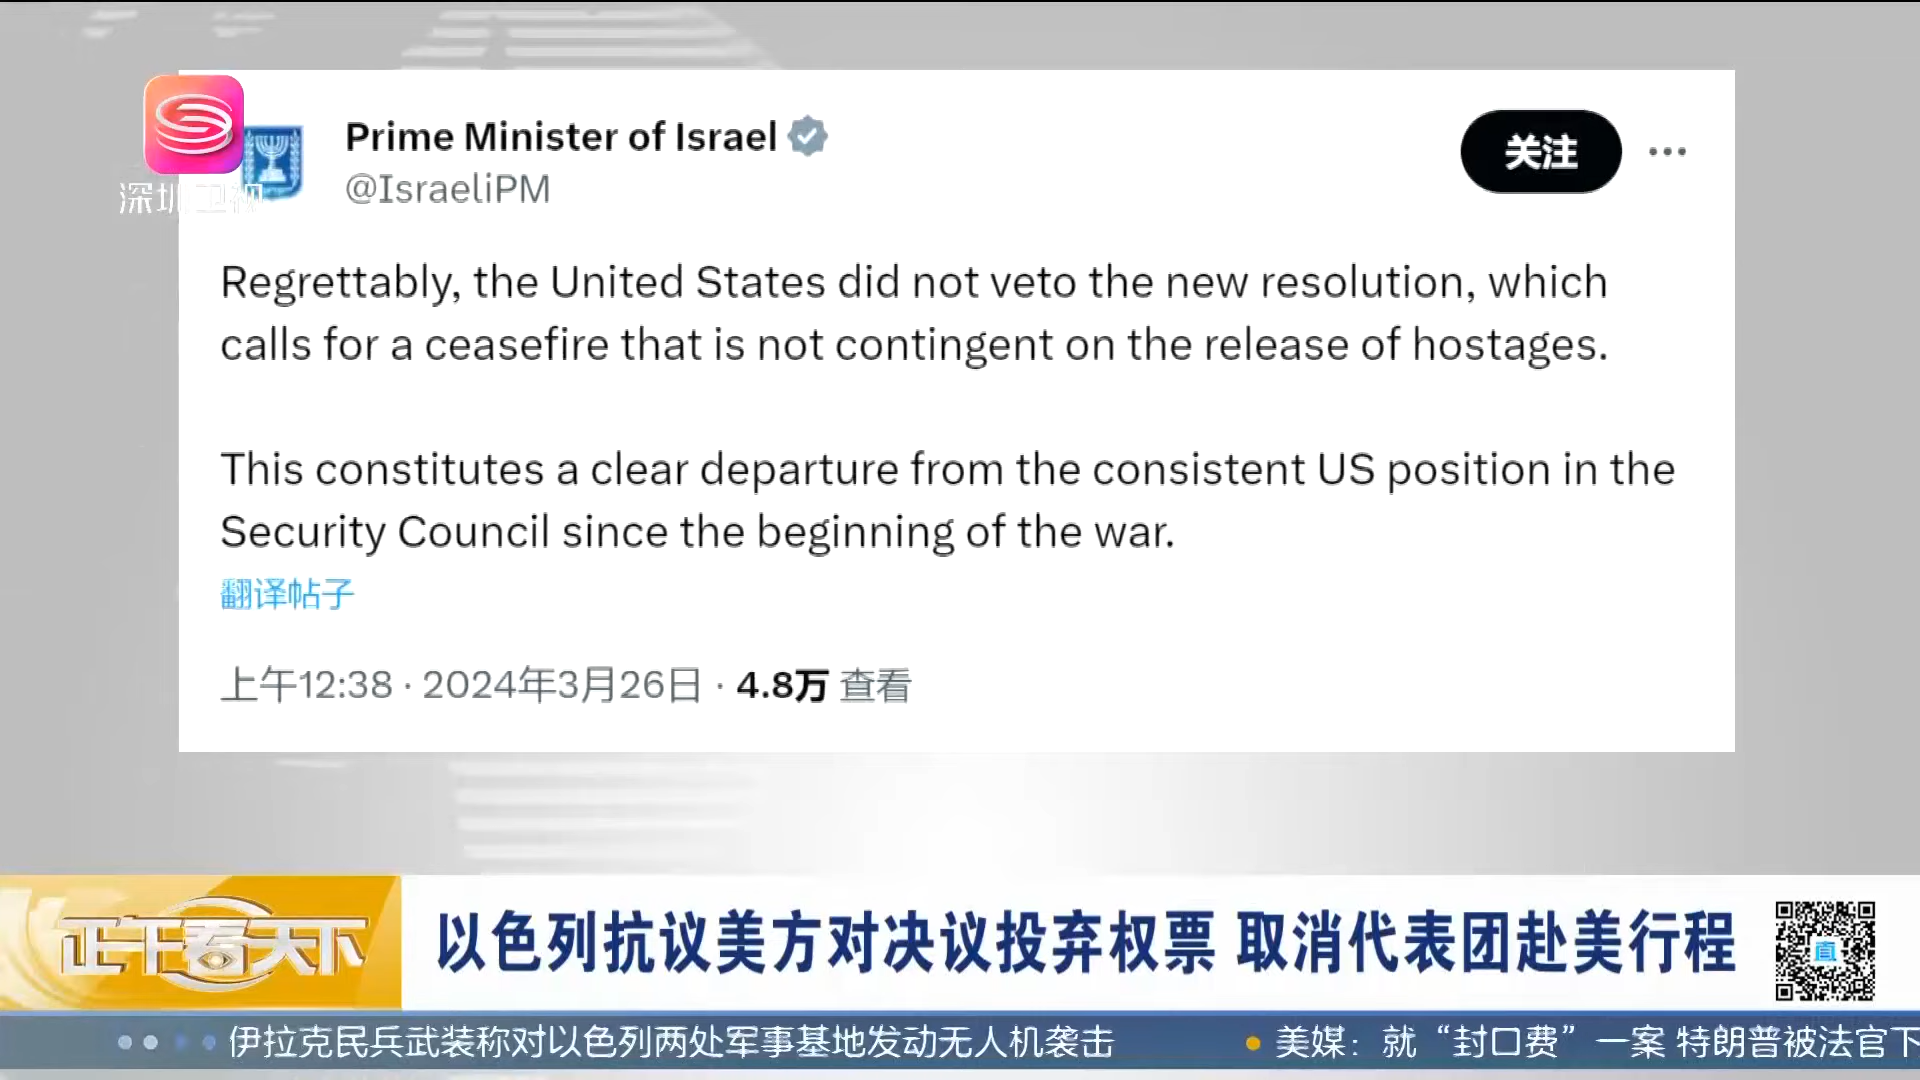 深圳卫视
Prime Minister of Israel
@IsraeliPM
关注
Regrettably, the United States did not veto the new resolution, which
calls for a ceasefire that is not contingent on the release of hostages.
This constitutes a clear departure from the consistent US position in the
Security Council since the beginning of the war.
翻译帖子
上午12:38 · 2024年3月26日 · 4.8万 查看
正午看天下
以色列抗议美方对决议投弃权票 取消代表团赴美行程
直
伊拉克民兵武装称对以色列两处军事基地发动无人机袭击
美媒：就“封口费”一案 特朗普被法官下